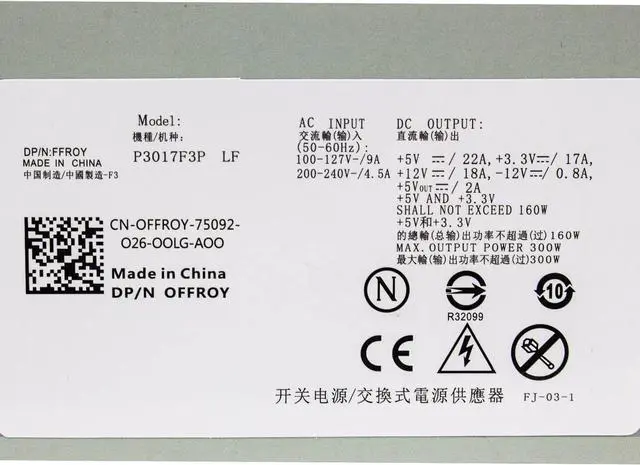 Model:
機種/机种:
P3017F3P LF
DP/N:FFROY
MADE IN CHINA
中国制造/中國製造-F3
CN-OFFROY-75092-
O26-OOLG-AOO
Made in China
DP/N OFFROY
AC INPUT
交流輸(输)入
(50-60Hz):
100-127V-/9A
200-240V-/4.5A
DC OUTPUT:
直流輸(输)出
+5V ⎓/ 22A,+3.3V⎓/ 17A,
+12V ⎓/ 18A, -12V⎓/ 0.8A,
+5VOUT⎓/ 2A
+5V AND +3.3V
SHALL NOT EXCEED 160W
+5V和+3.3V
的總輸(总输)出功率不超過(过)160W
MAX. OUTPUT POWER 300W
最大輸(输)出功率不超過(过)300W
N
R32099
10
CE
开关电源/交換式電源供應器 FJ-03-1